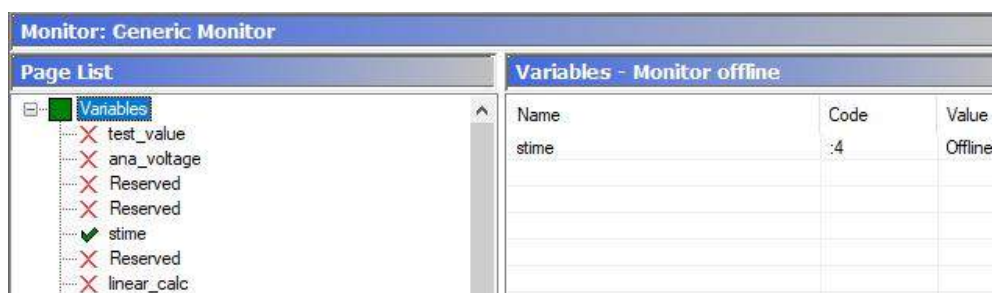 Monitor: Generic Monitor
Page List
Variables
test_value
ana_voltage
Reserved
Reserved
stime
Reserved
linear_calc
Variables - Monitor offline
Name Code Value
stime :4 Offline